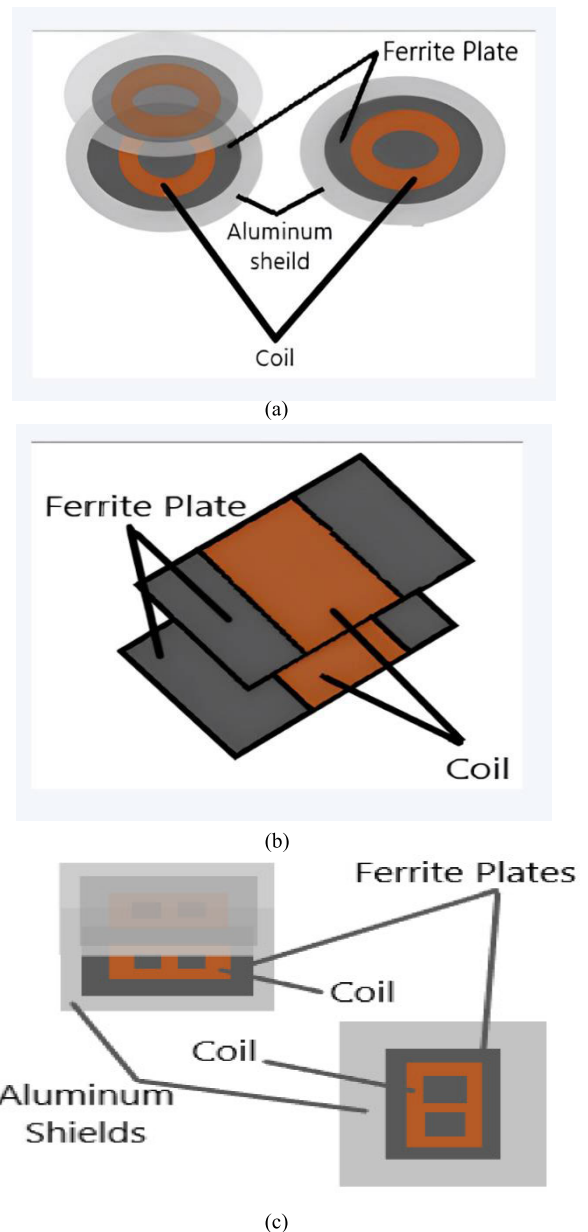 Ferrite Plate
Aluminum
sheild
Coil
(a)
Ferrite Plate
Coil
(b)
Ferrite Plates
Coil
Coil
Aluminum
Shields
(c)